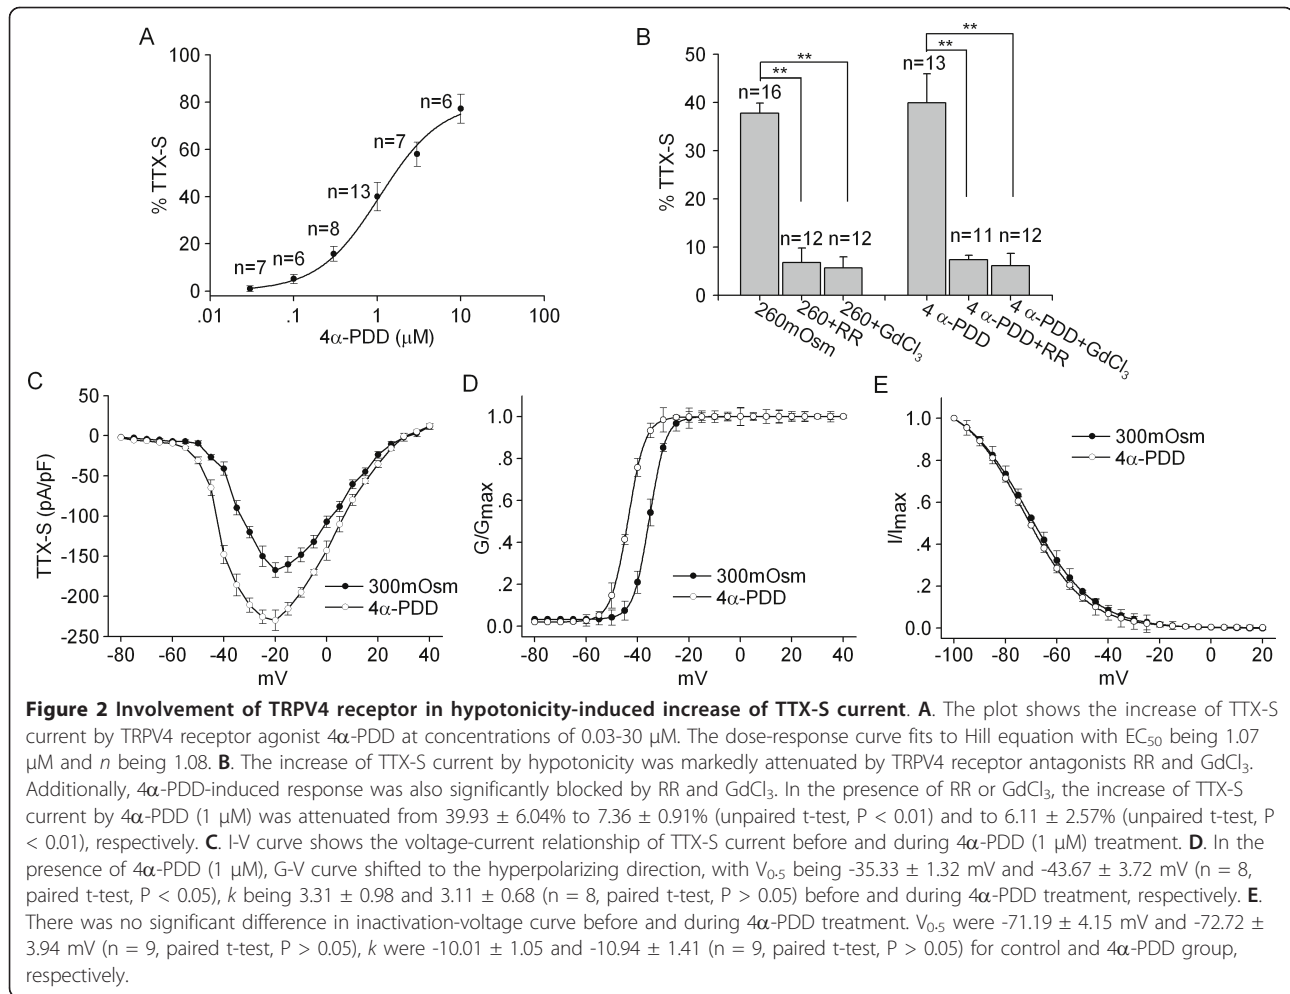 A
100
80
60
40
20
0
% TTX-S
n=7
n=6
n=8
n=13
n=7
n=6
.01
.1
1
10
100
4α-PDD (μM)
B
50
40
30
20
10
0
% TTX-S
n=16
**
**
n=12
n=12
n=13
**
**
n=11
n=12
260mOsm
260+RR
260+GdCl₃
4 α-PDD
4 α-PDD+RR
4 α-PDD+GdCl₃
C
50
0
-50
-100
-150
-200
-250
TTX-S (pA/pF)
300mOsm
4α-PDD
-80
-60
-40
-20
0
20
40
mV
D
1.0
.8
.6
.4
.2
0.0
G/Gmax
300mOsm
4α-PDD
-80
-60
-40
-20
0
20
40
mV
E
1.0
.8
.6
.4
.2
0.0
I/Imax
300mOsm
4α-PDD
-100
-80
-60
-40
-20
0
20
mV
Figure 2 Involvement of TRPV4 receptor in hypotonicity-induced increase of TTX-S current. A. The plot shows the increase of TTX-S
current by TRPV4 receptor agonist 4α-PDD at concentrations of 0.03-30 μM. The dose-response curve fits to Hill equation with EC₅₀ being 1.07
μM and n being 1.08. B. The increase of TTX-S current by hypotonicity was markedly attenuated by TRPV4 receptor antagonists RR and GdCl₃.
Additionally, 4α-PDD-induced response was also significantly blocked by RR and GdCl₃. In the presence of RR or GdCl₃, the increase of TTX-S
current by 4α-PDD (1 μM) was attenuated from 39.93 ± 6.04% to 7.36 ± 0.91% (unpaired t-test, P < 0.01) and to 6.11 ± 2.57% (unpaired t-test, P
< 0.01), respectively. C. I-V curve shows the voltage-current relationship of TTX-S current before and during 4α-PDD (1 μM) treatment. D. In the
presence of 4α-PDD (1 μM), G-V curve shifted to the hyperpolarizing direction, with V₀.₅ being -35.33 ± 1.32 mV and -43.67 ± 3.72 mV (n = 8,
paired t-test, P < 0.05), k being 3.31 ± 0.98 and 3.11 ± 0.68 (n = 8, paired t-test, P > 0.05) before and during 4α-PDD treatment, respectively. E.
There was no significant difference in inactivation-voltage curve before and during 4α-PDD treatment. V₀.₅ were -71.19 ± 4.15 mV and -72.72 ±
3.94 mV (n = 9, paired t-test, P > 0.05), k were -10.01 ± 1.05 and -10.94 ± 1.41 (n = 9, paired t-test, P > 0.05) for control and 4α-PDD group,
respectively.